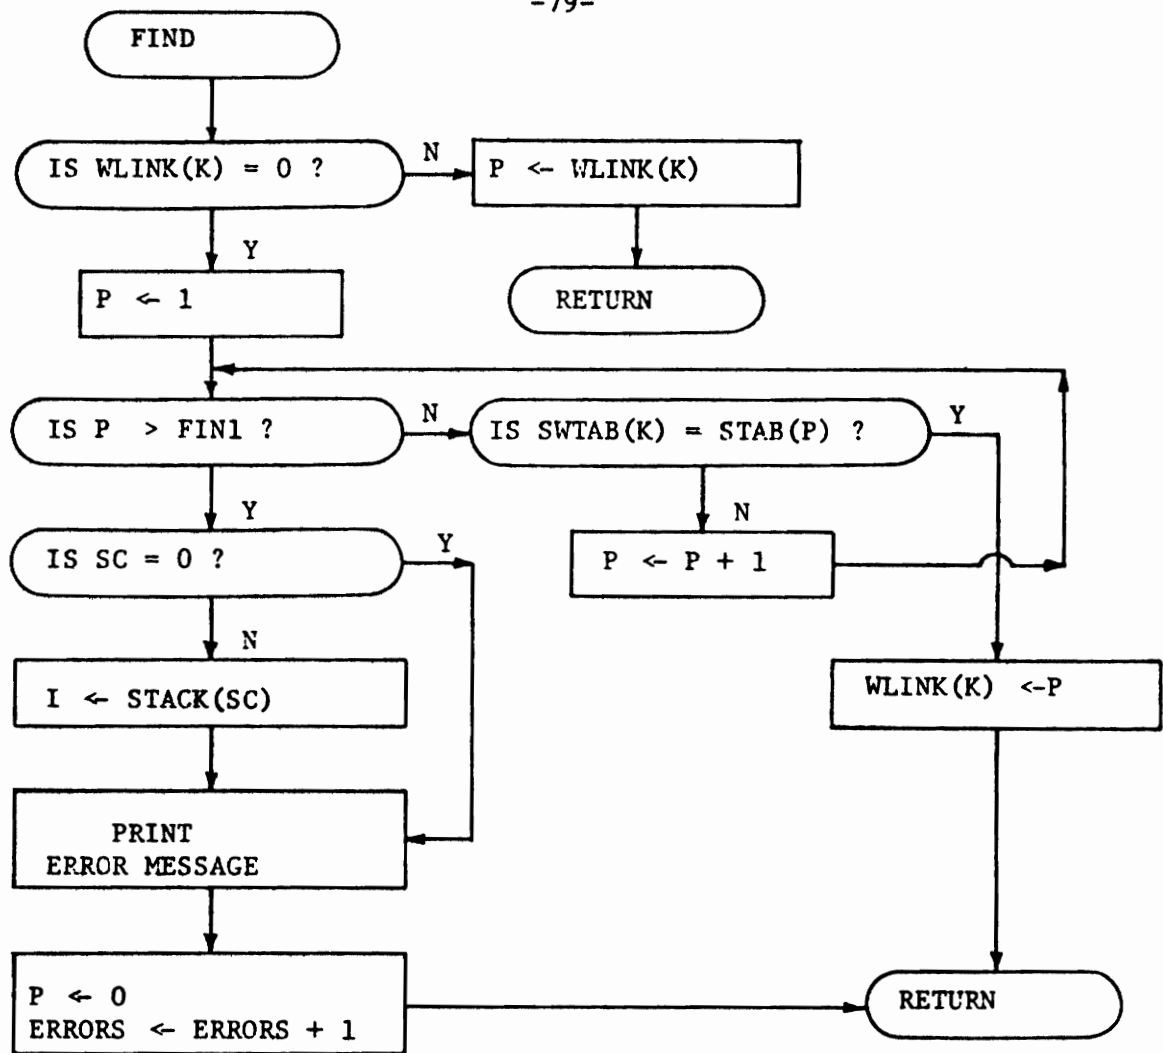 -79-
FIND
IS WLINK(K) = 0 ?
N
P <- WLINK(K)
Y
P <- 1
RETURN
IS P > FIN1 ?
N
IS SWTAB(K) = STAB(P) ?
Y
Y
N
IS SC = 0 ?
Y
P <- P + 1
N
I <- STACK(SC)
WLINK(K) <-P
PRINT
ERROR MESSAGE
P <- 0
ERRORS <- ERRORS + 1
RETURN